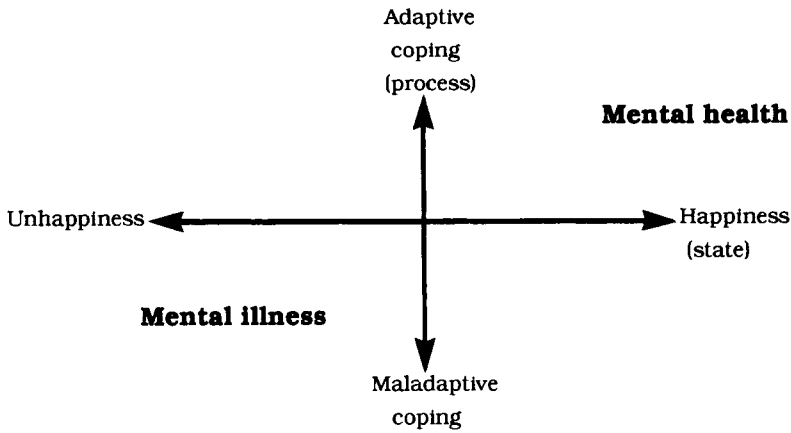 Adaptive
coping
(process)
Mental health
Unhappiness
Happiness
(state)
Mental illness
Maladaptive
coping